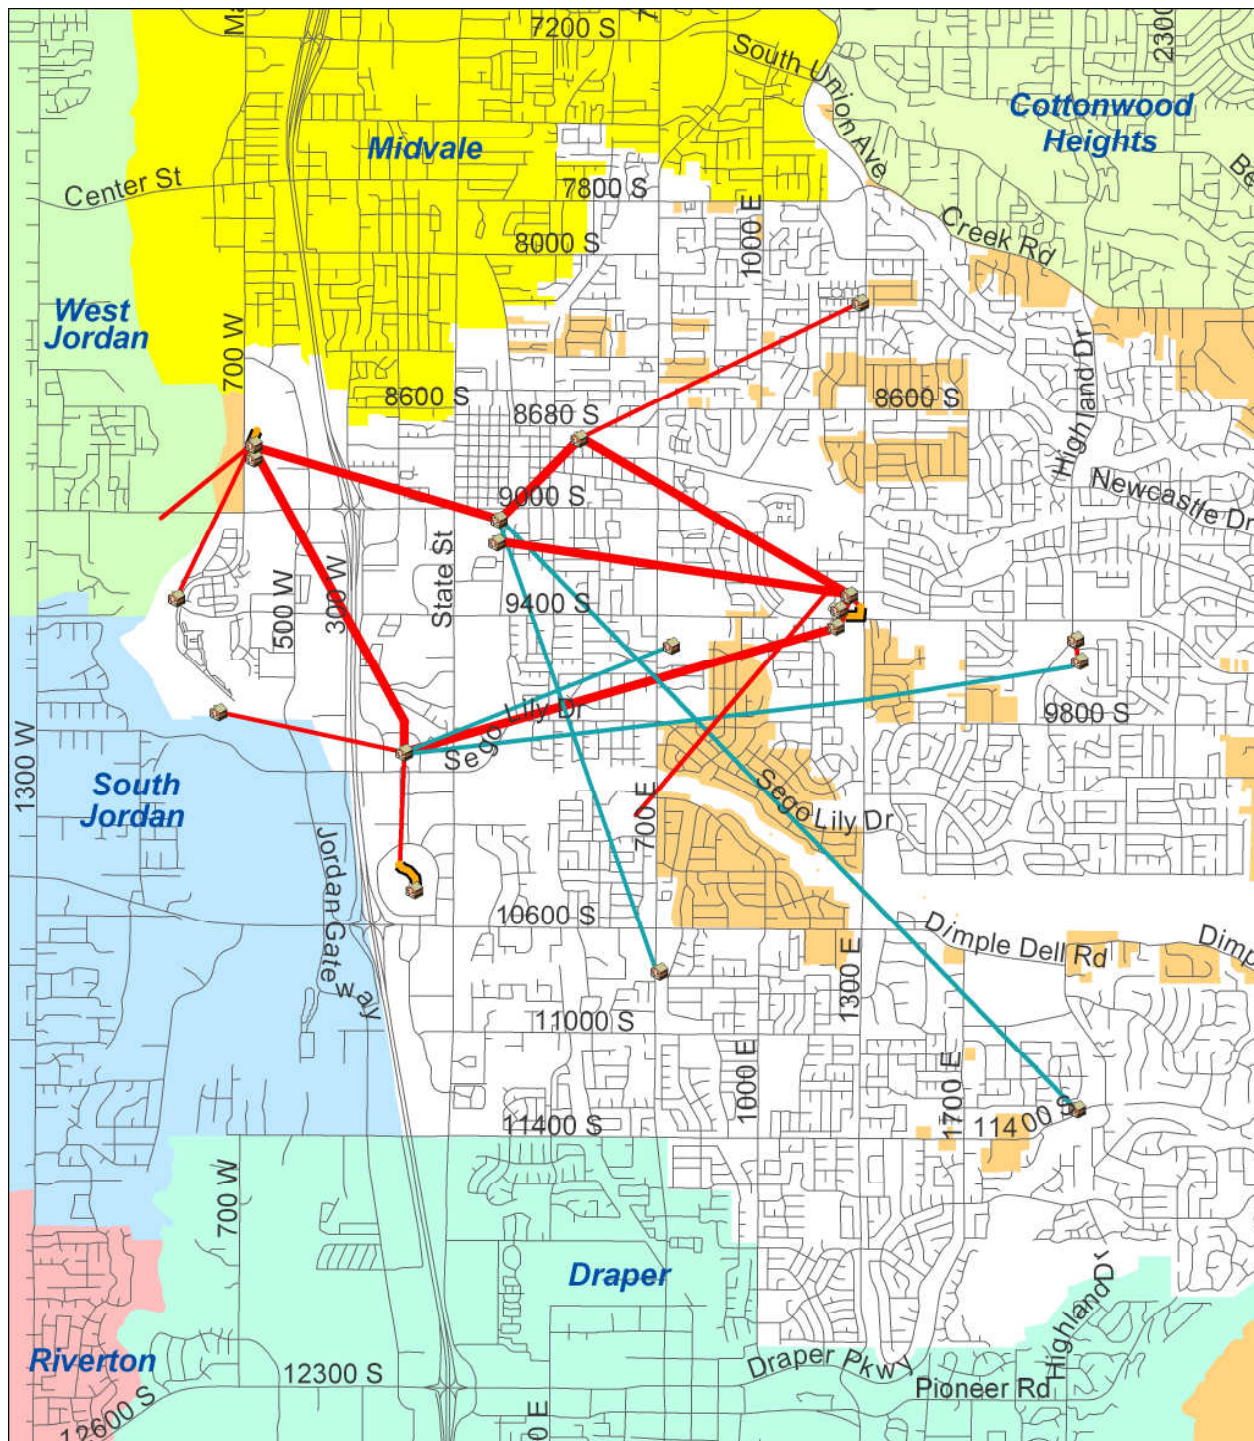 7200 S
2300
South Union Ave
Cottonwood
Heights
Midvale
Center St
7800 S
1000 E
8000 S
Creek Rd
West
Jordan
700 W
Highland Dr
8600 S
8600 S
8680 S
9000 S
Newcastle Dr
State St
300 W
500 W
9400 S
Sego Lily Dr
9800 S
1300 W
South
Jordan
700 E
Sego Lily Dr
Jordan Gateway
10600 S
Dimple Dell Rd
1300 E
11000 S
1000 E
1700 E
11400 S
11400 S
700 W
Draper
Highland Dr
Riverton
12300 S
Draper Pkwy
Pioneer Rd
12600 S